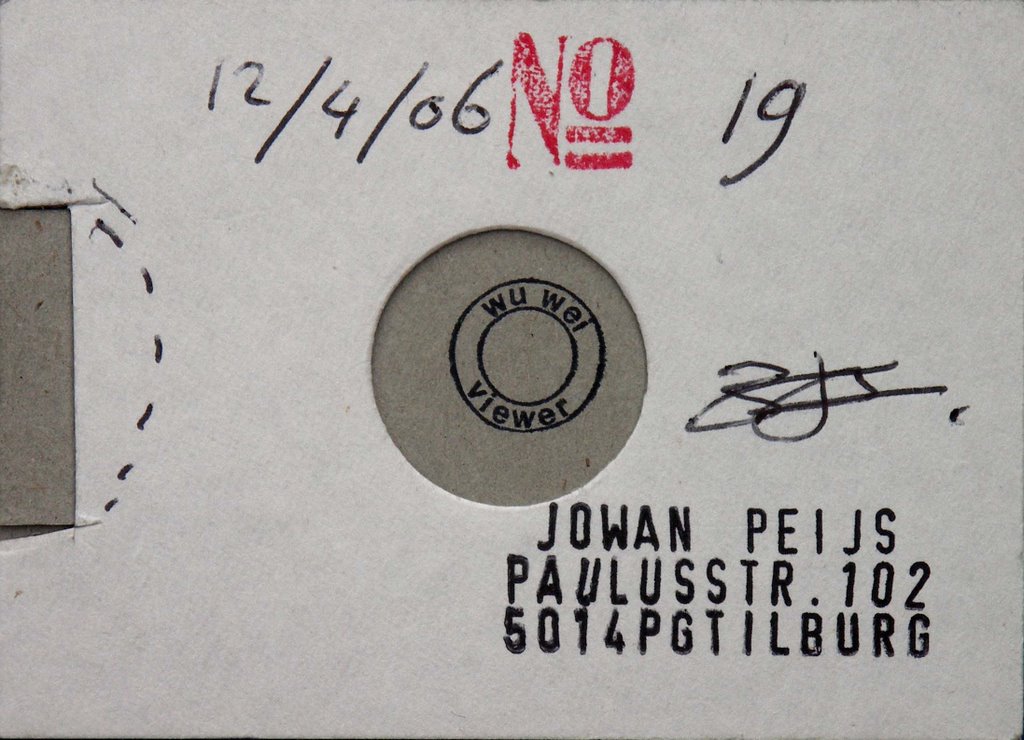 12/4/06 No 19
wu wei
viewer
JOWAN PEIJS
PAULUSSTR.102
5014PGTILBURG